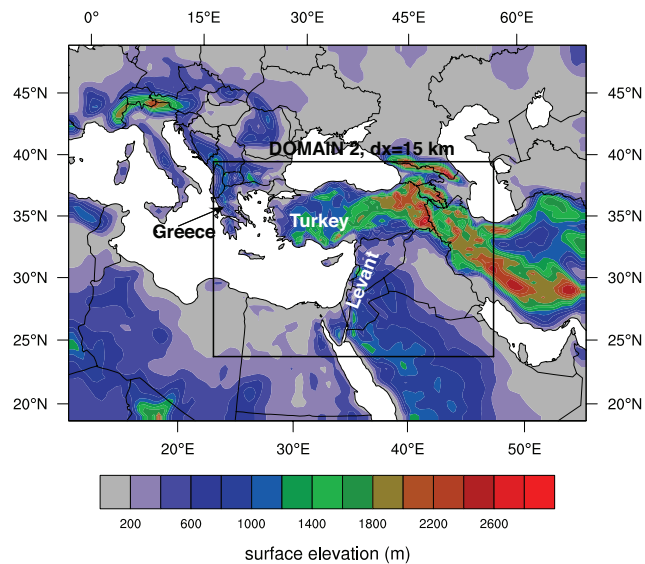 0° 15°E 30°E 45°E 60°E
45°N 45°N
40°N 40°N
DOMAIN 2, dx=15 km
35°N 35°N
Turkey
Greece
30°N 30°N
Levant
25°N 25°N
20°N 20°N
20°E 30°E 40°E 50°E
200 600 1000 1400 1800 2200 2600
surface elevation (m)